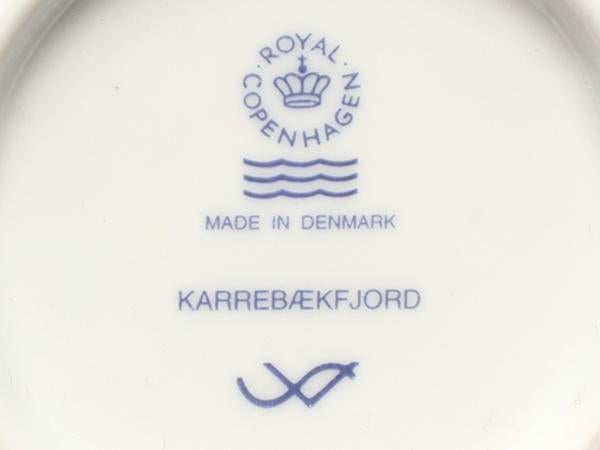 ROYAL
COPENHAGEN
MADE IN DENMARK
KARREBÆKFJORD